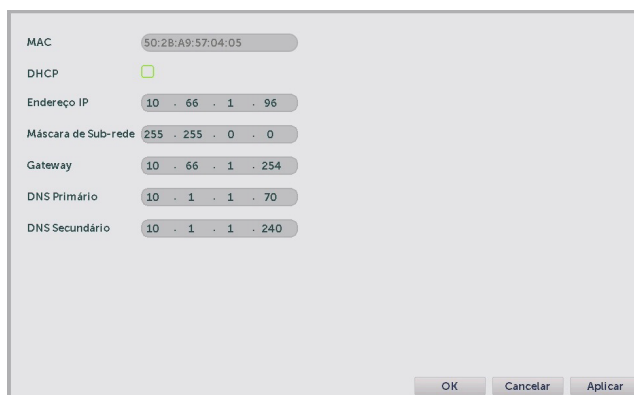 MAC 50:2B:A9:57:04:05
DHCP
Endereço IP 10 . 66 . 1 . 96
Máscara de Sub-rede 255 . 255 . 0 . 0
Gateway 10 . 66 . 1 . 254
DNS Primário 10 . 1 . 1 . 70
DNS Secundário 10 . 1 . 1 . 240
OK Cancelar Aplicar